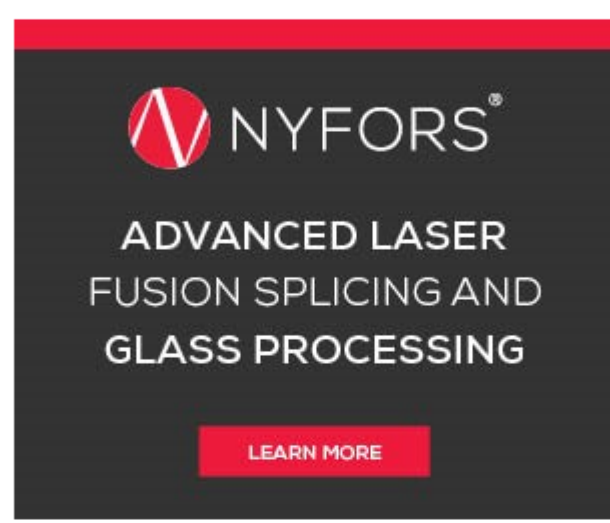 NYFORS®
ADVANCED LASER
FUSION SPLICING AND
GLASS PROCESSING
LEARN MORE